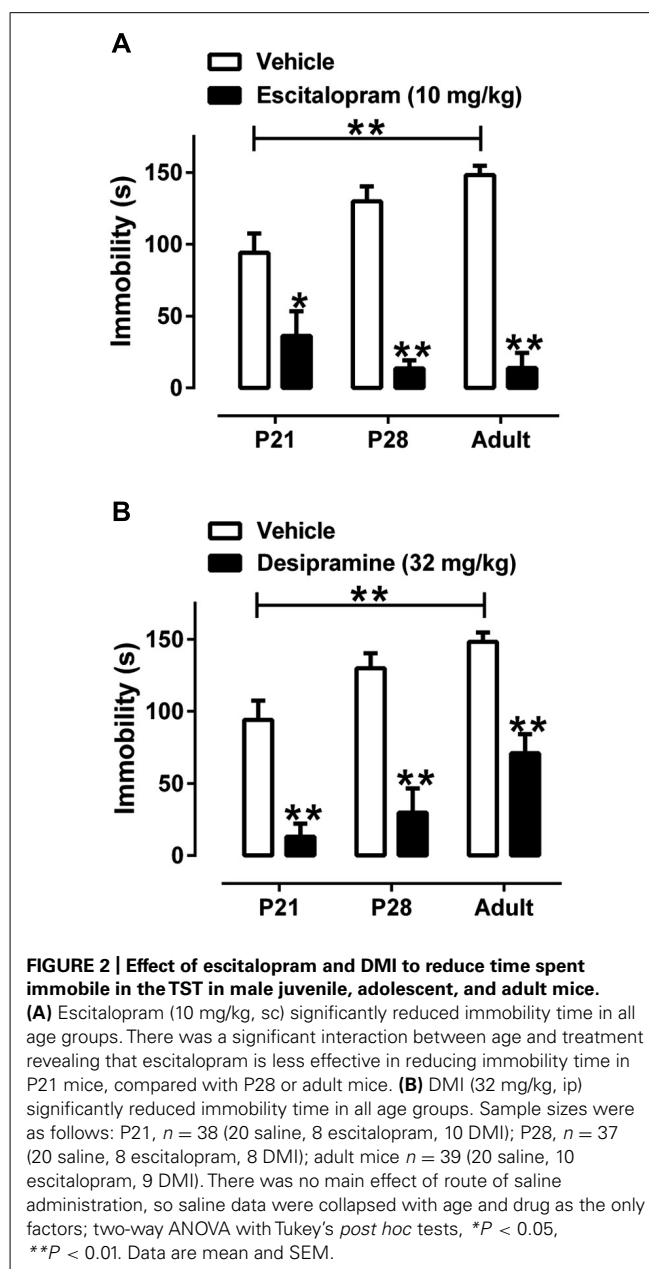 A
Vehicle
Escitalopram (10 mg/kg)
**
Immobility (s)
150
100
50
0
*
**
**
P21 P28 Adult
B
Vehicle
Desipramine (32 mg/kg)
**
Immobility (s)
150
100
50
0
**
**
**
P21 P28 Adult
FIGURE 2 | Effect of escitalopram and DMI to reduce time spent
immobile in the TST in male juvenile, adolescent, and adult mice.
(A) Escitalopram (10 mg/kg, sc) significantly reduced immobility time in all
age groups. There was a significant interaction between age and treatment
revealing that escitalopram is less effective in reducing immobility time in
P21 mice, compared with P28 or adult mice. (B) DMI (32 mg/kg, ip)
significantly reduced immobility time in all age groups. Sample sizes were
as follows: P21, n = 38 (20 saline, 8 escitalopram, 10 DMI); P28, n = 37
(20 saline, 8 escitalopram, 8 DMI); adult mice n = 39 (20 saline, 10
escitalopram, 9 DMI). There was no main effect of route of saline
administration, so saline data were collapsed with age and drug as the only
factors; two-way ANOVA with Tukey's post hoc tests, *P < 0.05,
**P < 0.01. Data are mean and SEM.